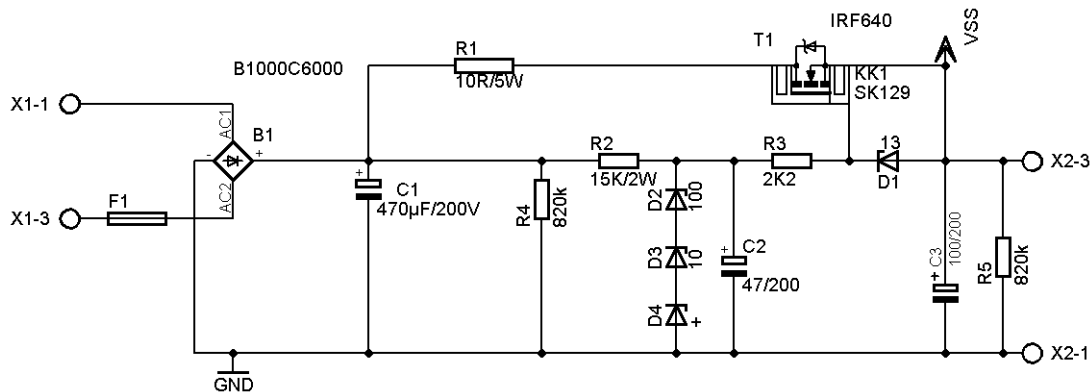 IRF640
VSS
T1
R1
B1000C6000
10R/5W
KK1
SK129
X1-1
AC1
B1
R2
R3
13
X2-3
-
+
15K/2W
2K2
D1
AC2
+
C1
470µF/200V
R4
820k
D2
100
X1-3
F1
D3
10
+
C2
47/200
+
C3
100/200
R5
820k
D4
+
X2-1
GND